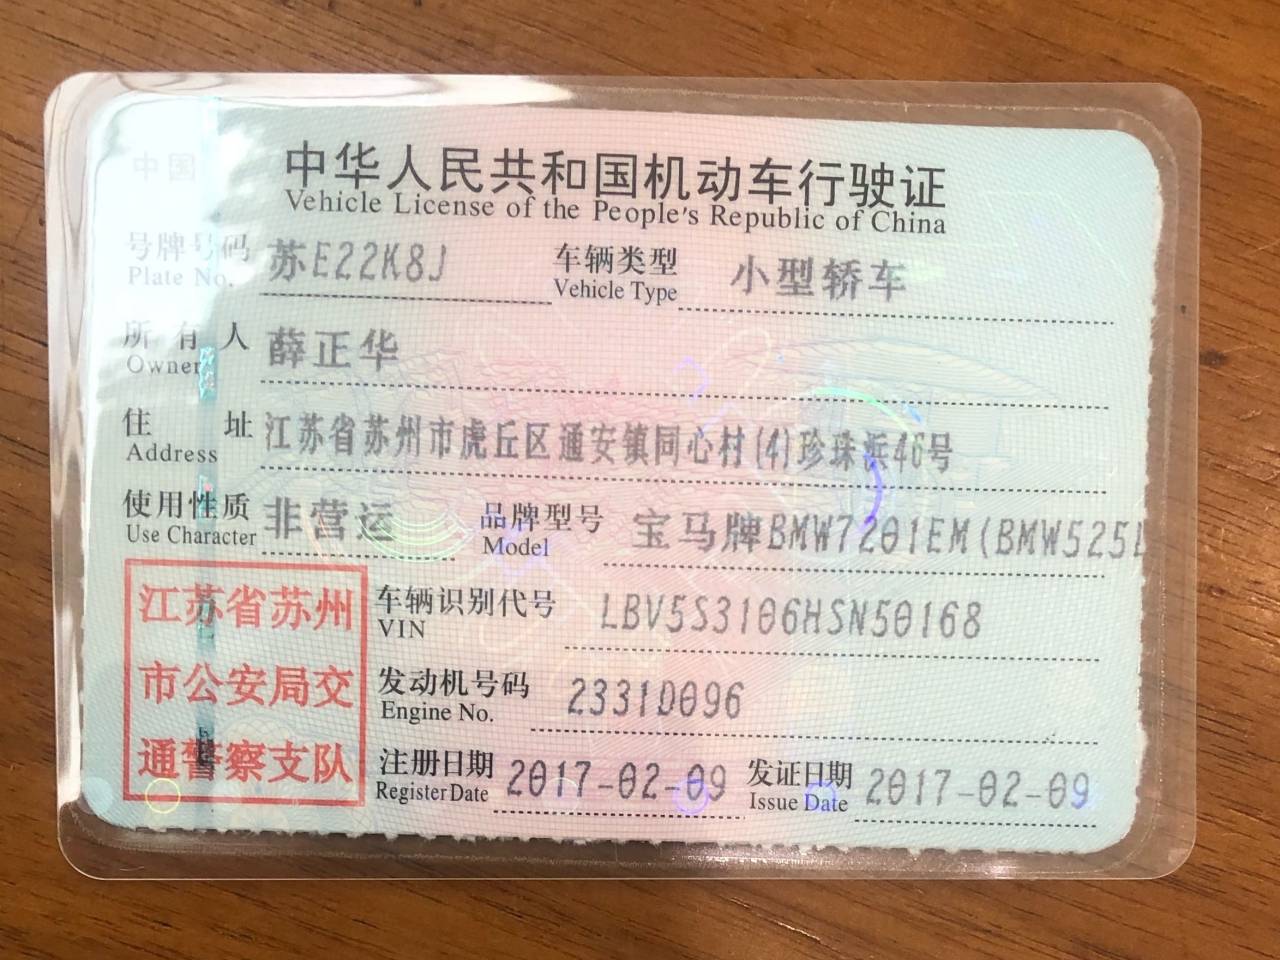 中国
中华人民共和国机动车行驶证
Vehicle License of the People's Republic of China
号牌号码 苏E22K8J 车辆类型 小型轿车
Plate No. Vehicle Type
所有人 薛正华
Owner
住址 江苏省苏州市虎丘区通安镇同心村(4)珍珠浜46号
Address
使用性质 非营运 品牌型号 宝马牌BMW7201EM(BMW525L
Use Character Model
江苏省苏州
市公安局交
通警察支队
车辆识别代号 LBV5S3106HSN50168
VIN
发动机号码 2331D096
Engine No.
注册日期 2017-02-09 发证日期 2017-02-09
Register Date Issue Date